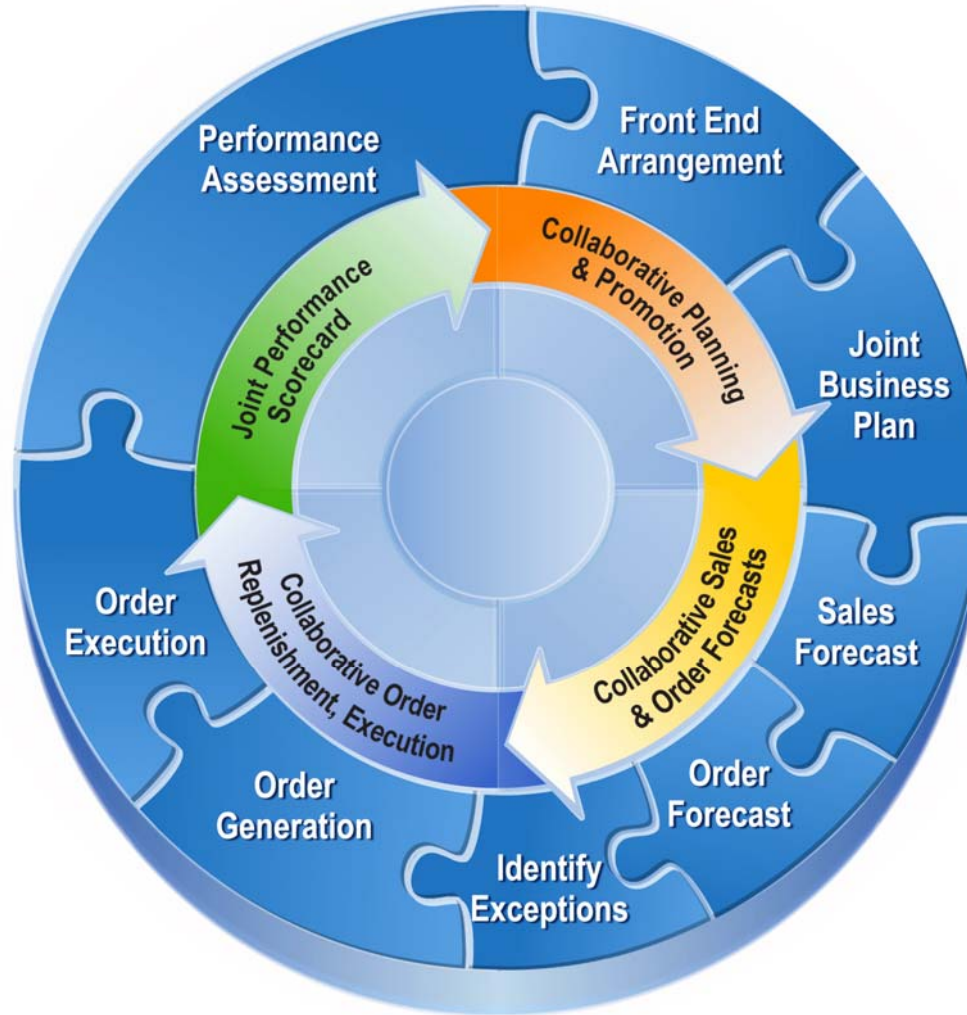 Performance
Assessment
Front End
Arrangement
Joint
Business
Plan
Sales
Forecast
Order
Forecast
Identify
Exceptions
Order
Generation
Order
Execution
Joint Performance
Scorecard
Collaborative Planning
& Promotion
Collaborative Sales
& Order Forecasts
Collaborative Order
Replenishment, Execution